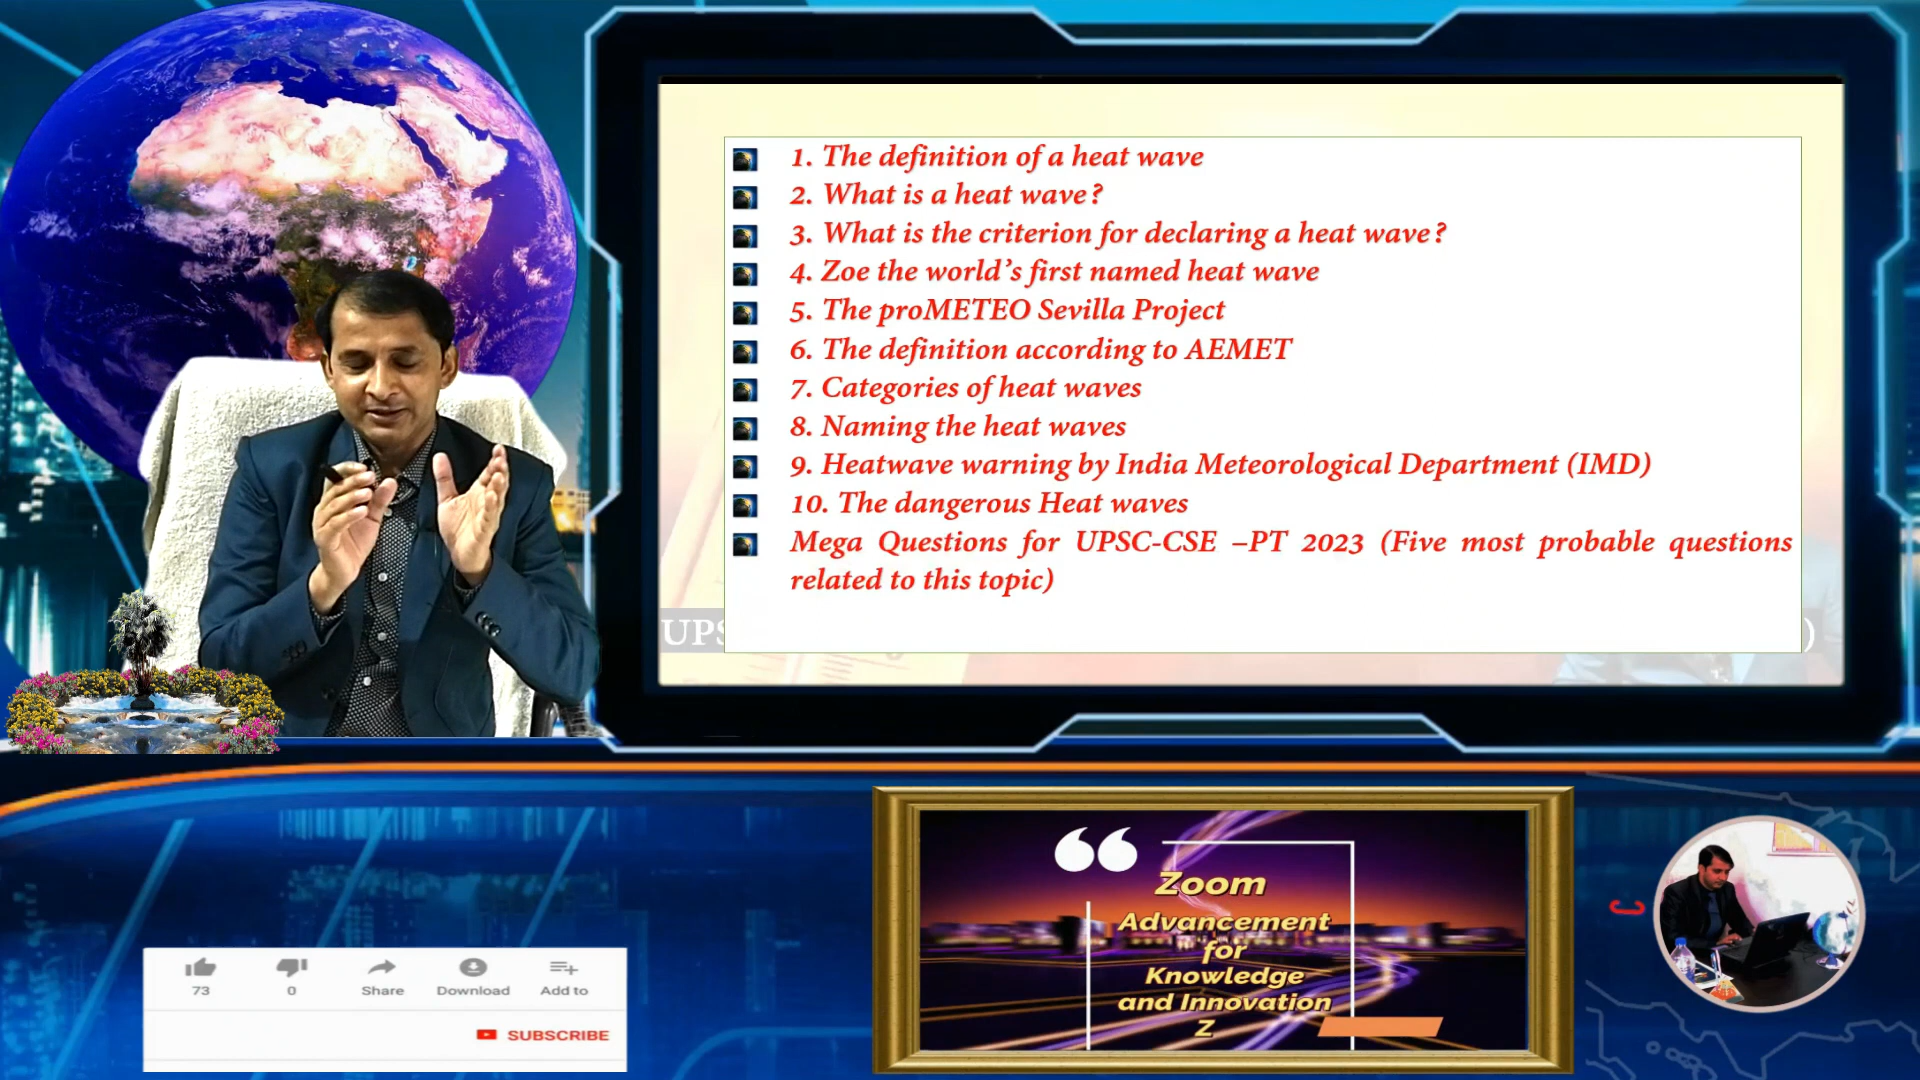 1. The definition of a heat wave
2. What is a heat wave?
3. What is the criterion for declaring a heat wave?
4. Zoe the world's first named heat wave
5. The proMETEO Sevilla Project
6. The definition according to AEMET
7. Categories of heat waves
8. Naming the heat waves
9. Heatwave warning by India Meteorological Department (IMD)
10. The dangerous Heat waves
Mega Questions for UPSC-CSE –PT 2023 (Five most probable questions
related to this topic)
)
“
Zoom
Advancement
for
Knowledge
and Innovation
Z
73 0 Share Download Add to
SUBSCRIBE